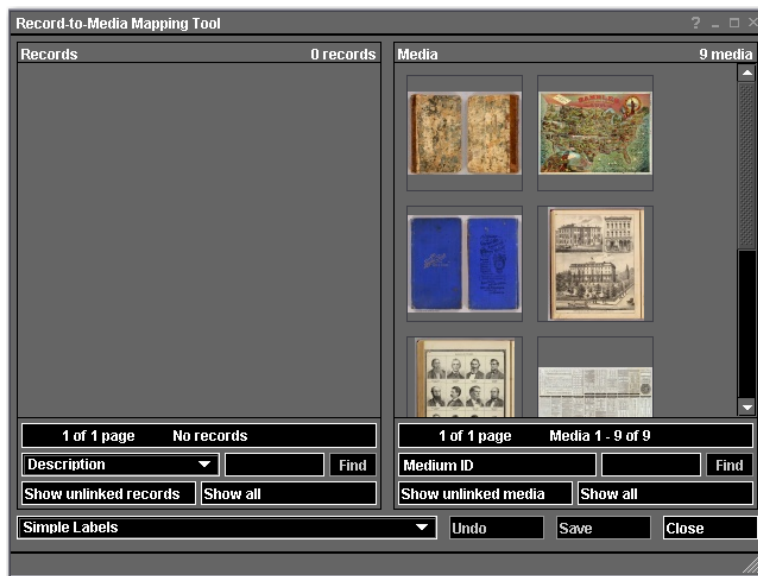 Record-to-Media Mapping Tool ?
Records 0 records
Media 9 media
1 of 1 page No records
1 of 1 page Media 1 - 9 of 9
Description Find
Medium ID Find
Show unlinked records Show all
Show unlinked media Show all
Simple Labels Undo Save Close